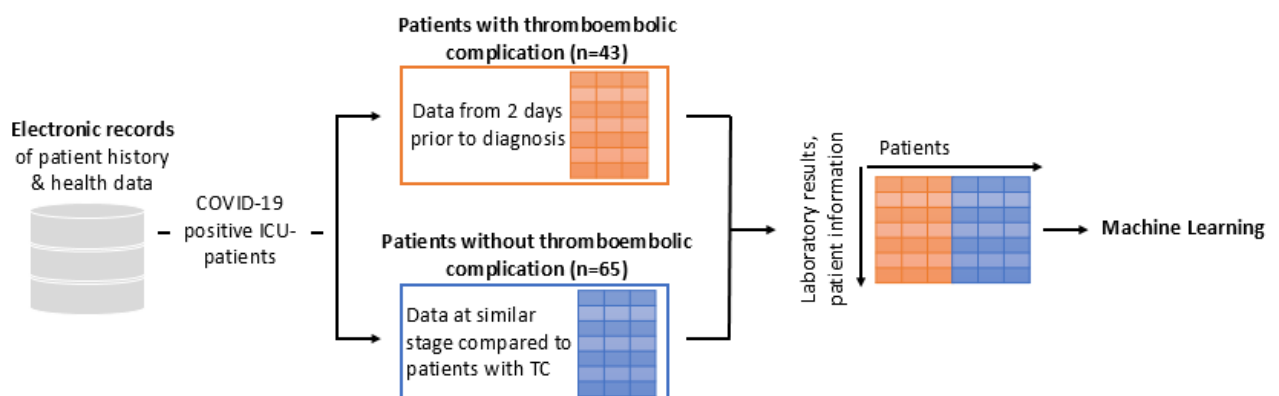 Electronic records
of patient history
& health data
COVID-19
positive ICU-
patients
Patients with thromboembolic
complication (n=43)
Data from 2 days
prior to diagnosis
Patients without thromboembolic
complication (n=65)
Data at similar
stage compared to
patients with TC
Laboratory results,
patient information
Patients
Machine Learning